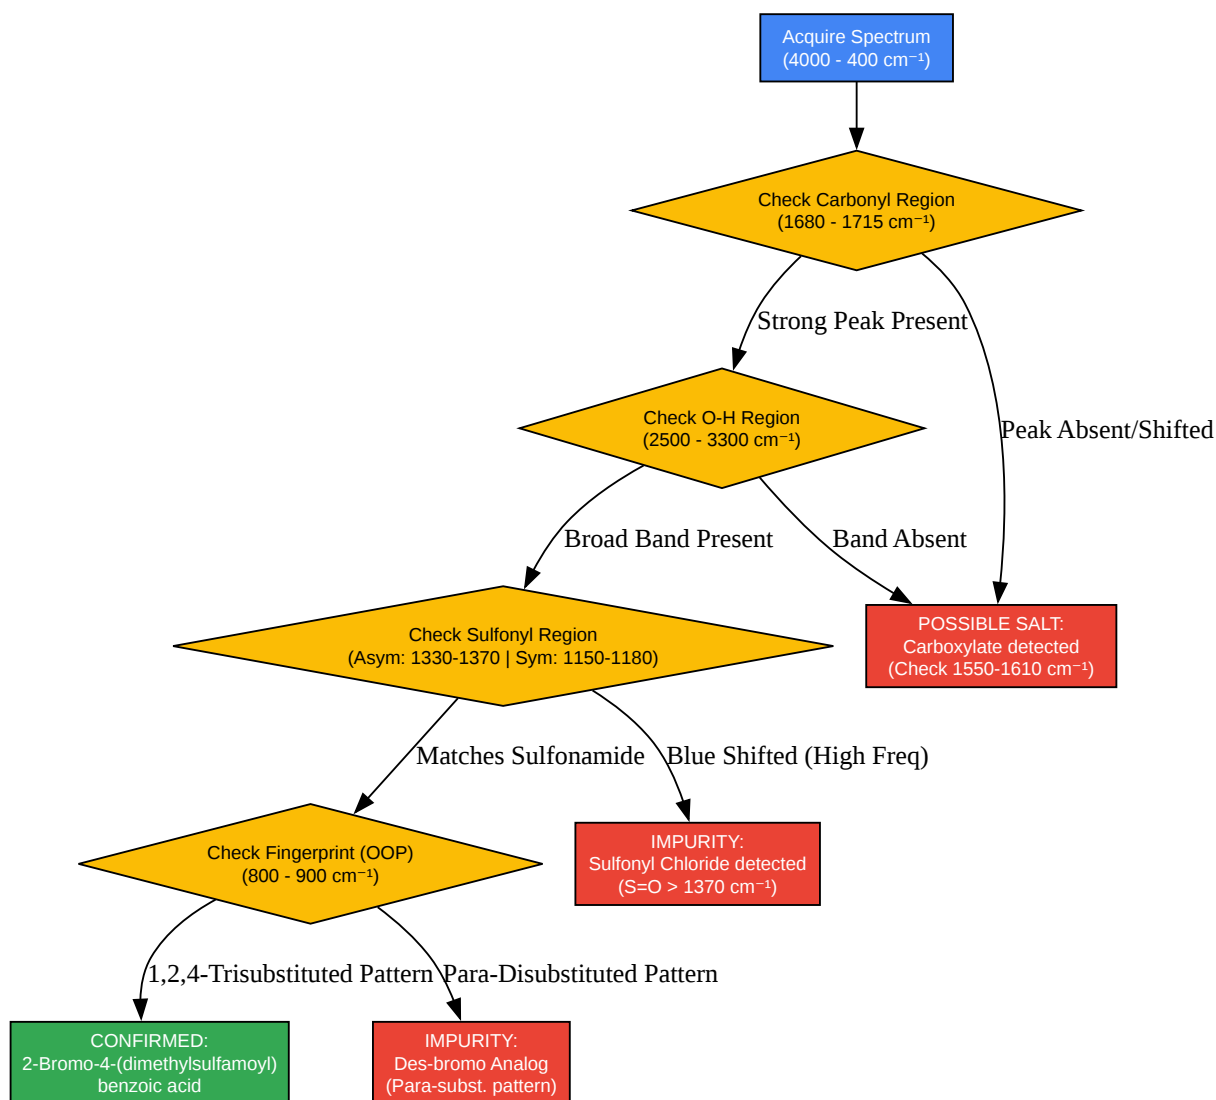 Acquire Spectrum
(4000 - 400 cm⁻¹)
Check Carbonyl Region
(1680 - 1715 cm⁻¹)
Strong Peak Present
Check O-H Region
(2500 - 3300 cm⁻¹)
Peak Absent/Shifted
Broad Band Present
Band Absent
Check Sulfonyl Region
(Asym: 1330-1370 | Sym: 1150-1180)
POSSIBLE SALT:
Carboxylate detected
(Check 1550-1610 cm⁻¹)
Matches Sulfonamide
Blue Shifted (High Freq)
Check Fingerprint (OOP)
(800 - 900 cm⁻¹)
IMPURITY:
Sulfonyl Chloride detected
(S=O > 1370 cm⁻¹)
1,2,4-Trisubstituted Pattern
Para-Disubstituted Pattern
CONFIRMED:
2-Bromo-4-(dimethylsulfamoyl)
benzoic acid
IMPURITY:
Des-bromo Analog
(Para-subst. pattern)